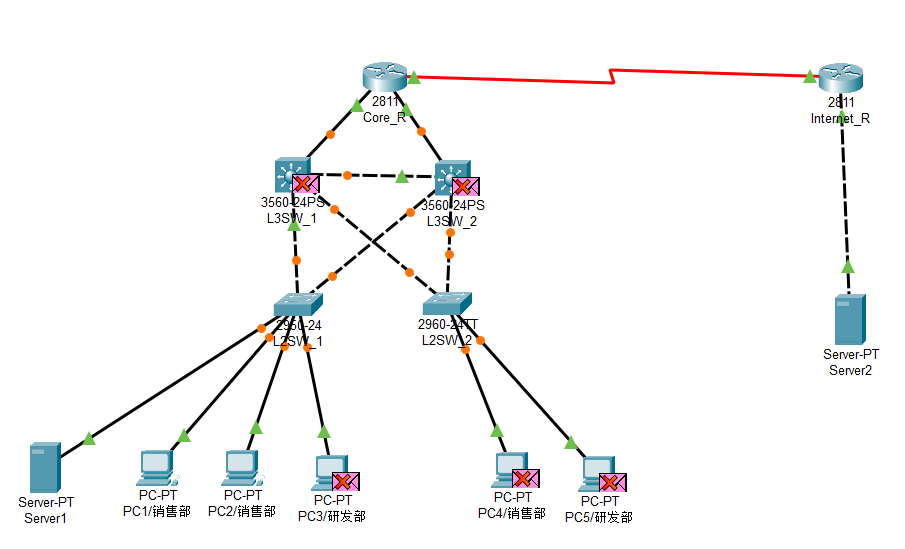 2811
Core_R
2811
Internet_R
3560-24PS
L3SW_1
3560-24PS
L3SW_2
2950-24
L2SW_1
2960-24TT
L2SW_2
Server-PT
Server2
Server-PT
Server1
PC-PT
PC1/销售部
PC-PT
PC2/销售部
PC-PT
PC3/研发部
PC-PT
PC4/销售部
PC-PT
PC5/研发部